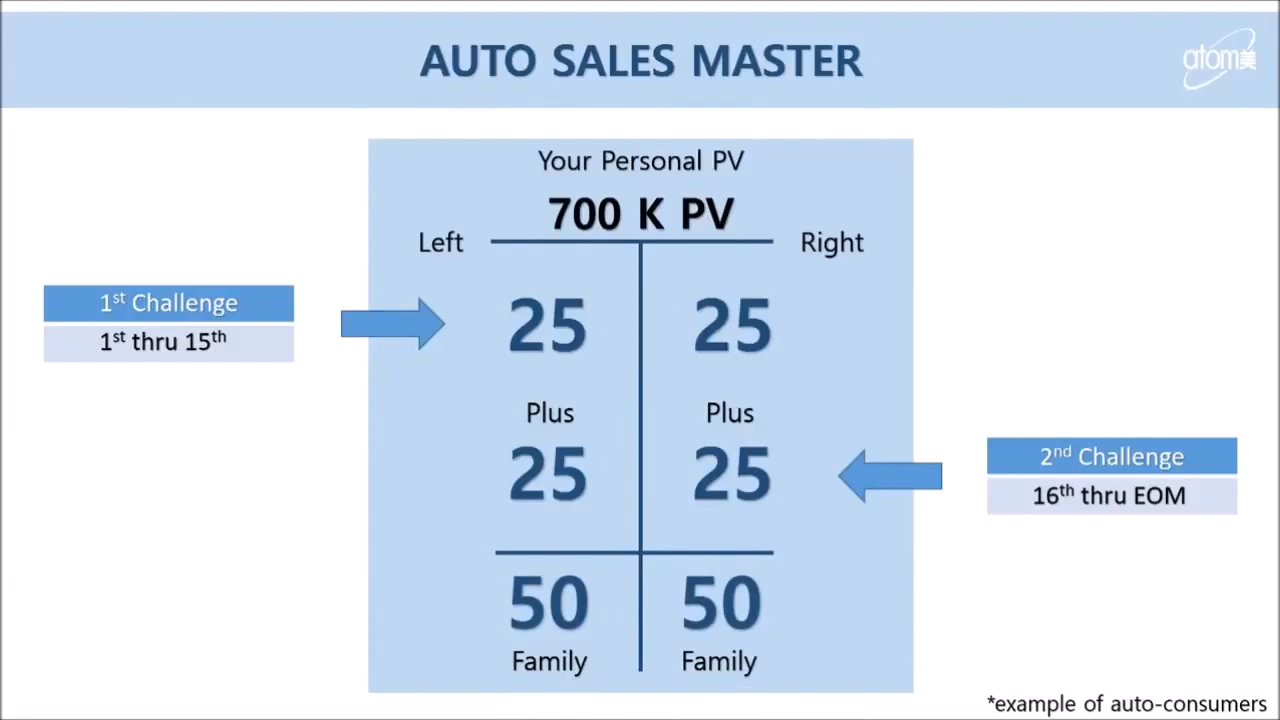 AUTO SALES MASTER
atom美
Your Personal PV
700 K PV
Left
Right
1st Challenge
1st thru 15th
25
25
Plus
Plus
25
25
2nd Challenge
16th thru EOM
50
50
Family
Family
*example of auto-consumers